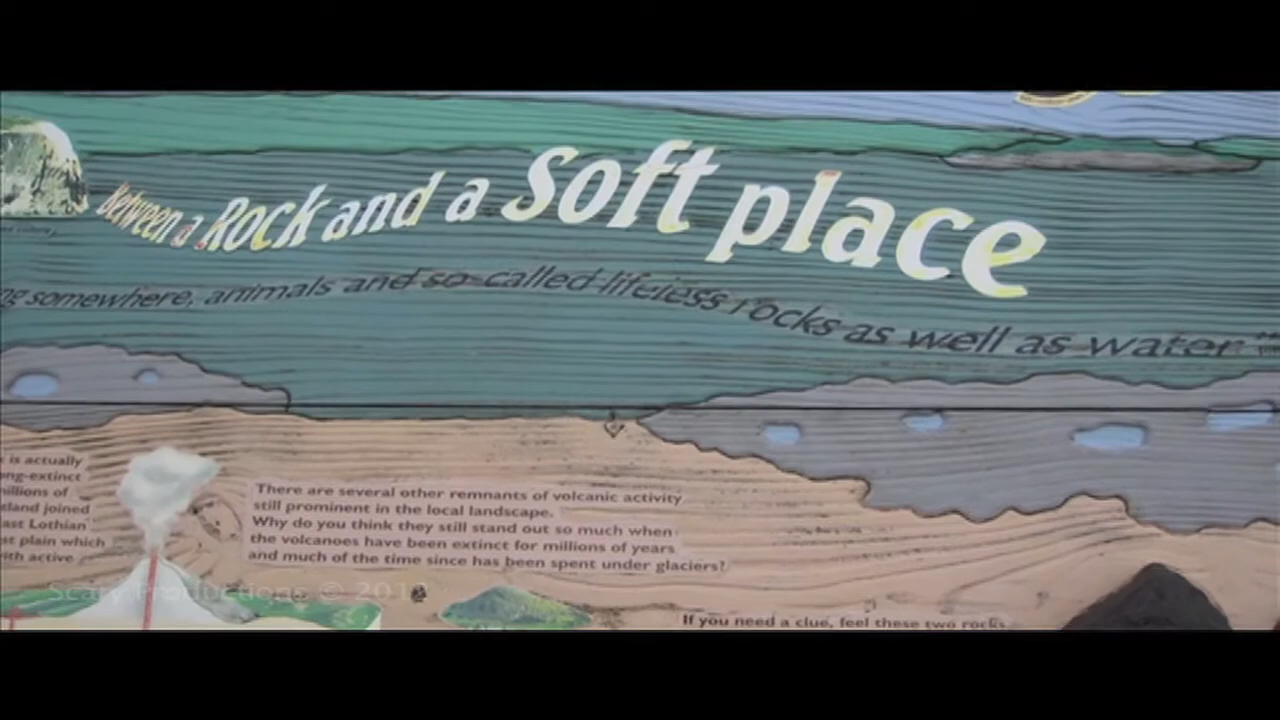 between a Rock and a Soft place
somewhere, animals and so-called lifeless rocks as well as water
is actually
ong-extinct
millions of
tland joined
ast Lothian
st plain which
ith active
There are several other remnants of volcanic activity
still prominent in the local landscape.
Why do you think they still stand out so much when
the volcanoes have been extinct for millions of years
and much of the time since has been spent under glaciers?
Scary Productions ©
If you need a clue, feel these two rocks